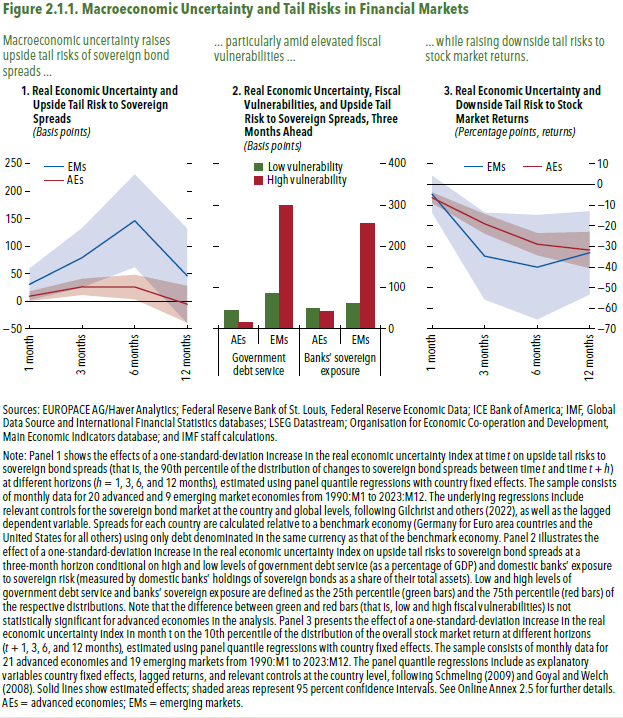 Figure 2.1.1. Macroeconomic Uncertainty and Tail Risks in Financial Markets
Macroeconomic uncertainty raises
upside tail risks of sovereign bond
spreads ...
... particularly amid elevated fiscal
vulnerabilities ...
... while raising downside tail risks to
stock market returns.
1. Real Economic Uncertainty and
Upside Tail Risk to Sovereign
Spreads
(Basis points)
250
200
150
100
50
0
−50
EMs
AEs
1 month
3 months
6 months
12 months
2. Real Economic Uncertainty, Fiscal
Vulnerabilities, and Upside Tail
Risk to Sovereign Spreads, Three
Months Ahead
(Basis points)
Low vulnerability
High vulnerability
400
300
200
100
0
AEs
EMs
AEs
EMs
Government
debt service
Banks' sovereign
exposure
3. Real Economic Uncertainty and
Downside Tail Risk to Stock
Market Returns
(Percentage points, returns)
EMs
AEs
10
0
−10
−20
−30
−40
−50
−60
−70
1 month
3 months
6 months
12 months
Sources: EUROPACE AG/Haver Analytics; Federal Reserve Bank of St. Louis, Federal Reserve Economic Data; ICE Bank of America; IMF, Global
Data Source and International Financial Statistics databases; LSEG Datastream; Organisation for Economic Co-operation and Development,
Main Economic Indicators database; and IMF staff calculations.
Note: Panel 1 shows the effects of a one-standard-deviation increase in the real economic uncertainty index at time t on upside tail risks to
sovereign bond spreads (that is, the 90th percentile of the distribution of changes to sovereign bond spreads between time t and time t + h)
at different horizons (h = 1, 3, 6, and 12 months), estimated using panel quantile regressions with country fixed effects. The sample consists
of monthly data for 20 advanced and 9 emerging market economies from 1990:M1 to 2023:M12. The underlying regressions include
relevant controls for the sovereign bond market at the country and global levels, following Gilchrist and others (2022), as well as the lagged
dependent variable. Spreads for each country are calculated relative to a benchmark economy (Germany for Euro area countries and the
United States for all others) using only debt denominated in the same currency as that of the benchmark economy. Panel 2 illustrates the
effect of a one-standard-deviation increase in the real economic uncertainty index on upside tail risks to sovereign bond spreads at a
three-month horizon conditional on high and low levels of government debt service (as a percentage of GDP) and domestic banks' exposure
to sovereign risk (measured by domestic banks' holdings of sovereign bonds as a share of their total assets). Low and high levels of
government debt service and banks' sovereign exposure are defined as the 25th percentile (green bars) and the 75th percentile (red bars) of
the respective distributions. Note that the difference between green and red bars (that is, low and high fiscal vulnerabilities) is not
statistically significant for advanced economies in the analysis. Panel 3 presents the effect of a one-standard-deviation increase in the real
economic uncertainty index in month t on the 10th percentile of the distribution of the overall stock market return at different horizons
(t + 1, 3, 6, and 12 months), estimated using panel quantile regressions with country fixed effects. The sample consists of monthly data for
21 advanced economies and 19 emerging markets from 1990:M1 to 2023:M12. The panel quantile regressions include as explanatory
variables country fixed effects, lagged returns, and relevant controls at the country level, following Schmeling (2009) and Goyal and Welch
(2008). Solid lines show estimated effects; shaded areas represent 95 percent confidence intervals. See Online Annex 2.5 for further details.
AEs = advanced economies; EMs = emerging markets.